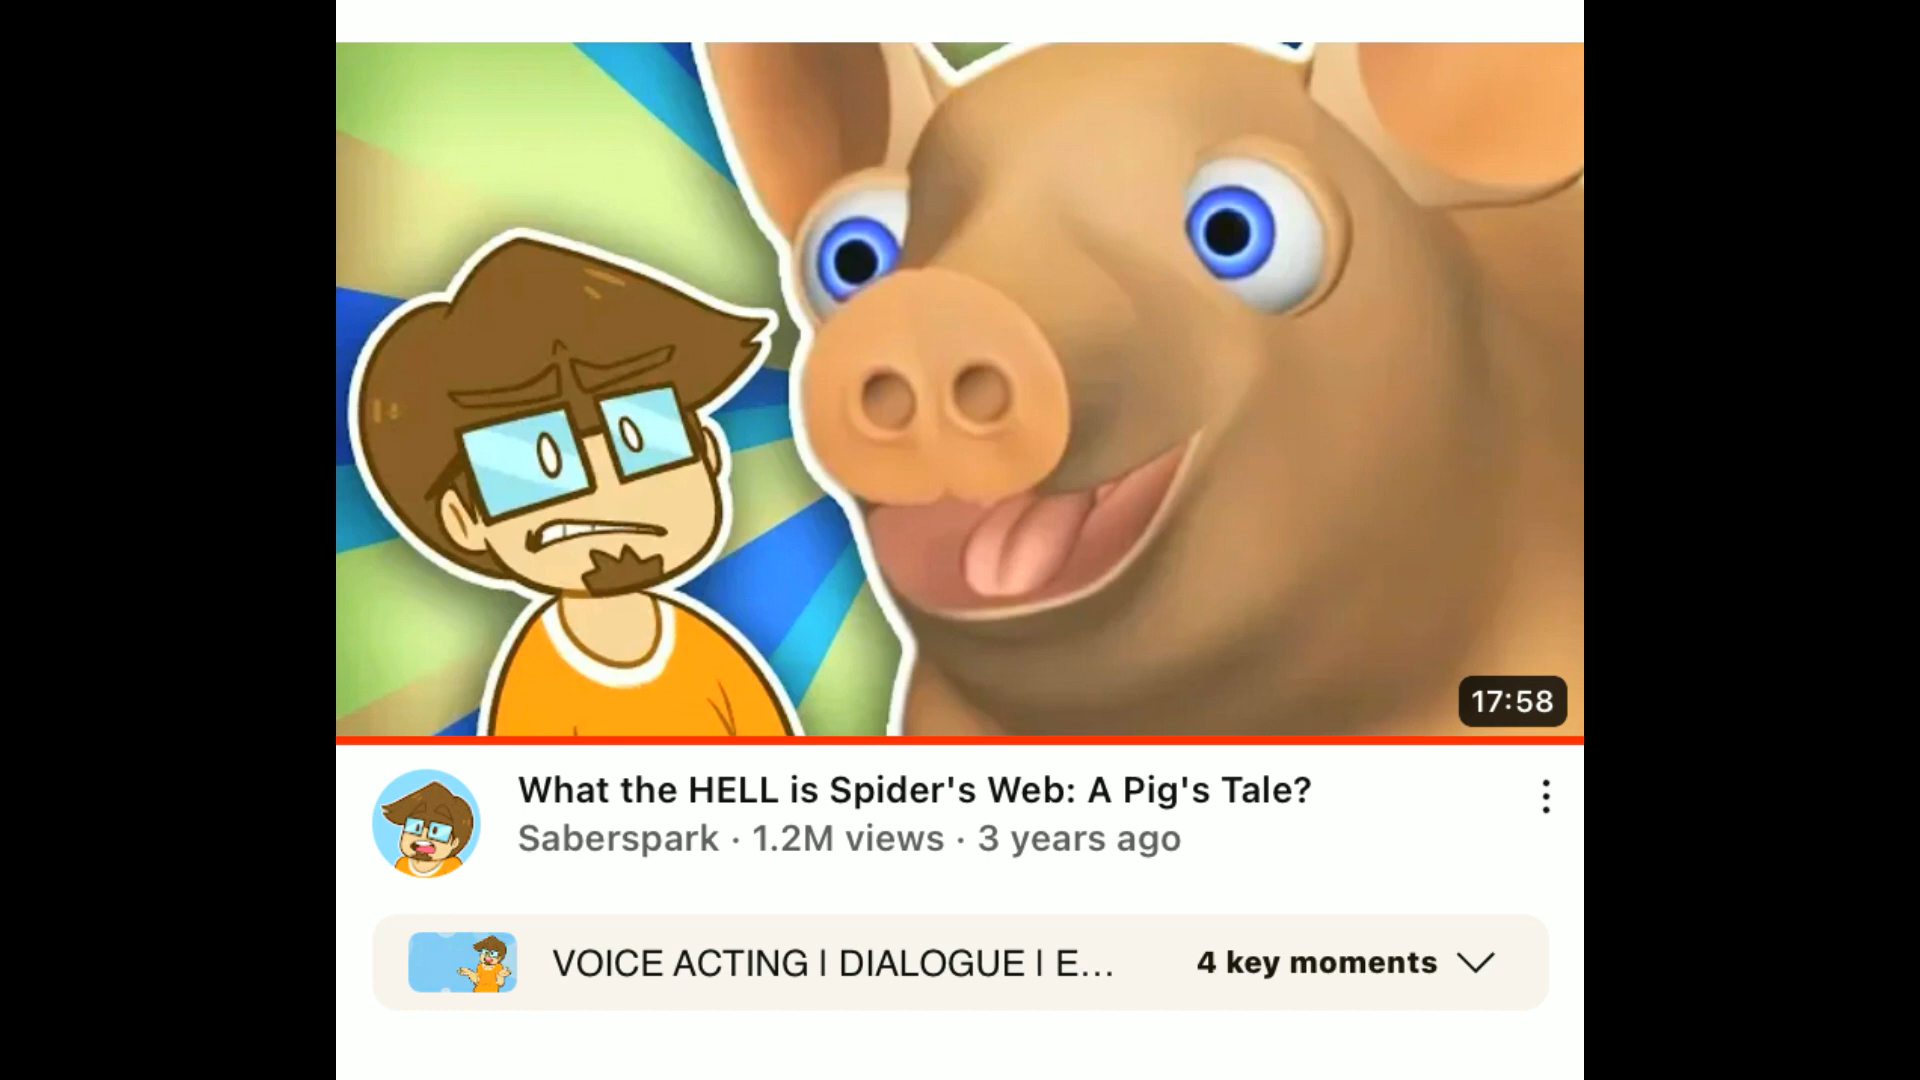 17:58
What the HELL is Spider's Web: A Pig's Tale?
Saberspark · 1.2M views · 3 years ago
VOICE ACTING | DIALOGUE | E... 4 key moments